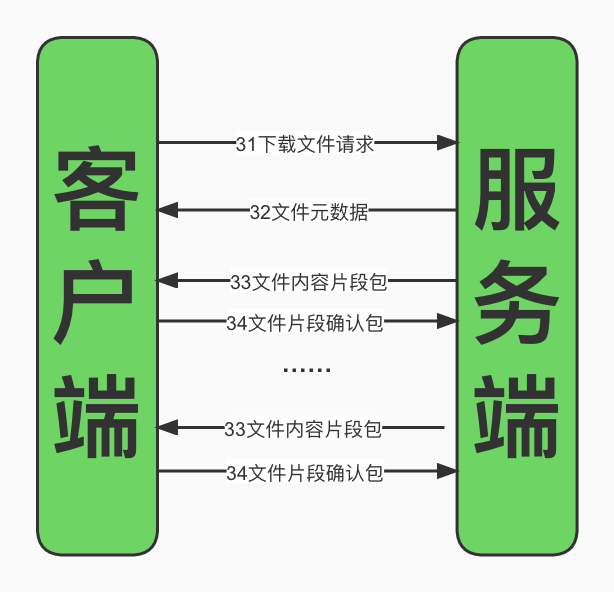 客户端
31下载文件请求
32文件元数据
33文件内容片段包
34文件片段确认包
......
33文件内容片段包
34文件片段确认包
服务端